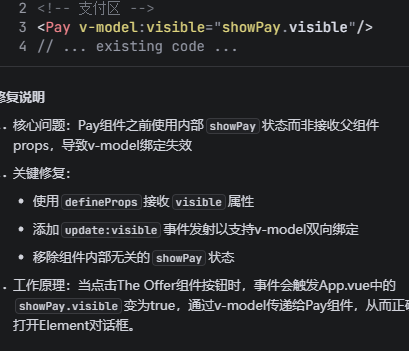 2 <!-- 支付区 -->
3 <Pay v-model:visible="showPay.visible"/>
4 // ... existing code ...
修复说明
核心问题：Pay组件之前使用内部 showPay 状态而非接收父组件
props，导致v-model绑定失效
关键修复：
• 使用 defineProps 接收 visible 属性
• 添加 update:visible 事件发射以支持v-model双向绑定
• 移除组件内部无关的 showPay 状态
工作原理：当点击The Offer组件按钮时，事件会触发App.vue中的
showPay.visible 变为true，通过v-model传递给Pay组件，从而正确
打开Element对话框。